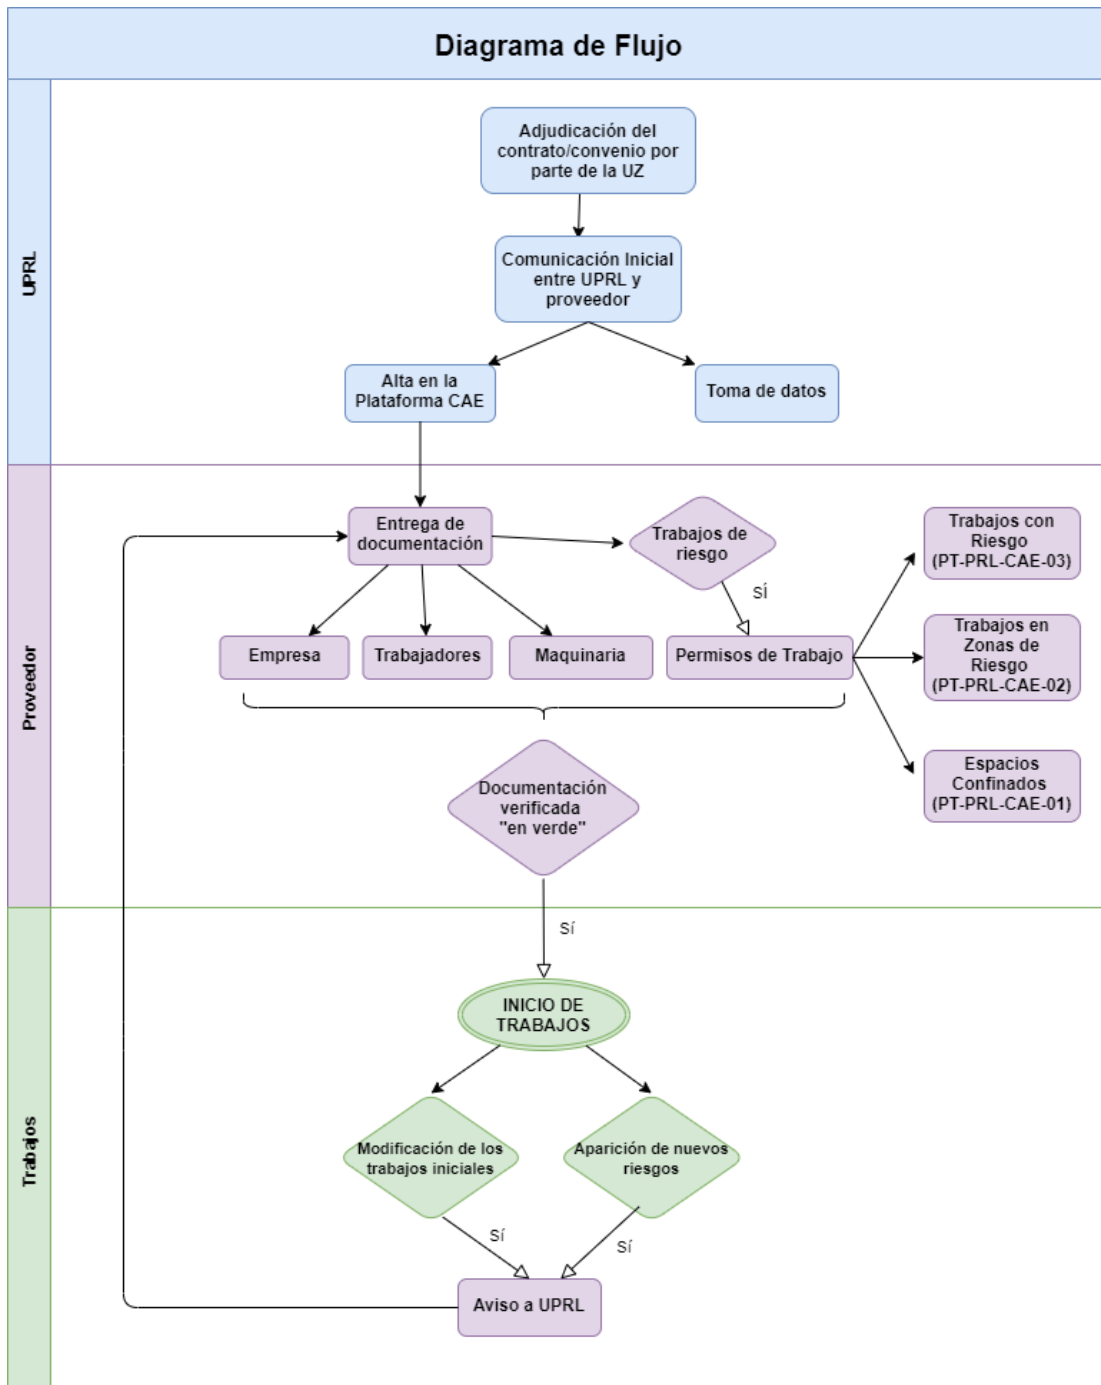 Diagrama de Flujo
UPRL
Adjudicación del
contrato/convenio por
parte de la UZ
Comunicación Inicial
entre UPRL y
proveedor
Alta en la
Plataforma CAE
Toma de datos
Proveedor
Entrega de
documentación
Trabajos de
riesgo
SÍ
Trabajos con
Riesgo
(PT-PRL-CAE-03)
Empresa
Trabajadores
Maquinaria
Permisos de Trabajo
Trabajos en
Zonas de
Riesgo
(PT-PRL-CAE-02)
Espacios
Confinados
(PT-PRL-CAE-01)
Documentación
verificada
"en verde"
Sí
Trabajos
INICIO DE
TRABAJOS
Modificación de los
trabajos iniciales
Aparición de nuevos
riesgos
Sí
Sí
Aviso a UPRL